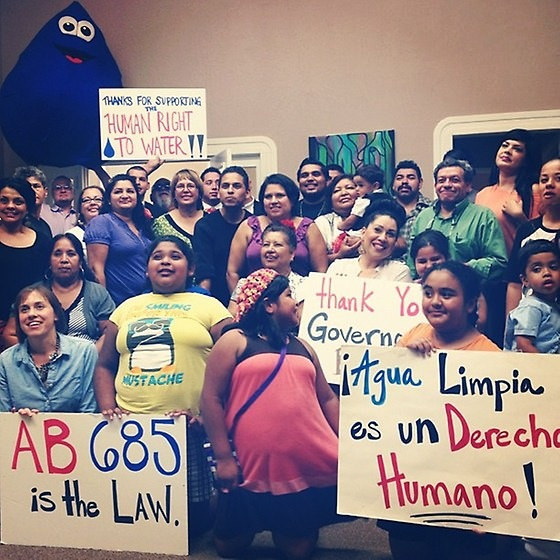 THANKS FOR SUPPORTING
THE
HUMAN RIGHT
TO WATER!!
thank Yo
Governo
I'M
SMILING
MUSTACHE
¡Agua Limpia
es un Derecho
Humano!
AB 685
is the LAW.